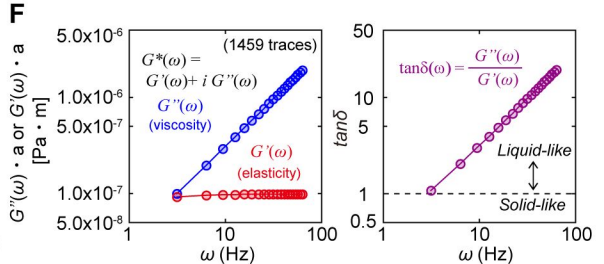 F
5.0x10⁻⁶
1.0x10⁻⁶
5.0x10⁻⁷
1.0x10⁻⁷
5.0x10⁻⁸
G''(ω) • a or G'(ω) • a
[Pa • m]
(1459 traces)
G*(ω) =
G'(ω)+ i G''(ω)
G''(ω)
(viscosity)
G'(ω)
(elasticity)
1
10
100
ω (Hz)
50
10
5
1
0.5
tanδ
tanδ(ω) = G''(ω)
G'(ω)
Liquid-like
Solid-like
1
10
100
ω (Hz)